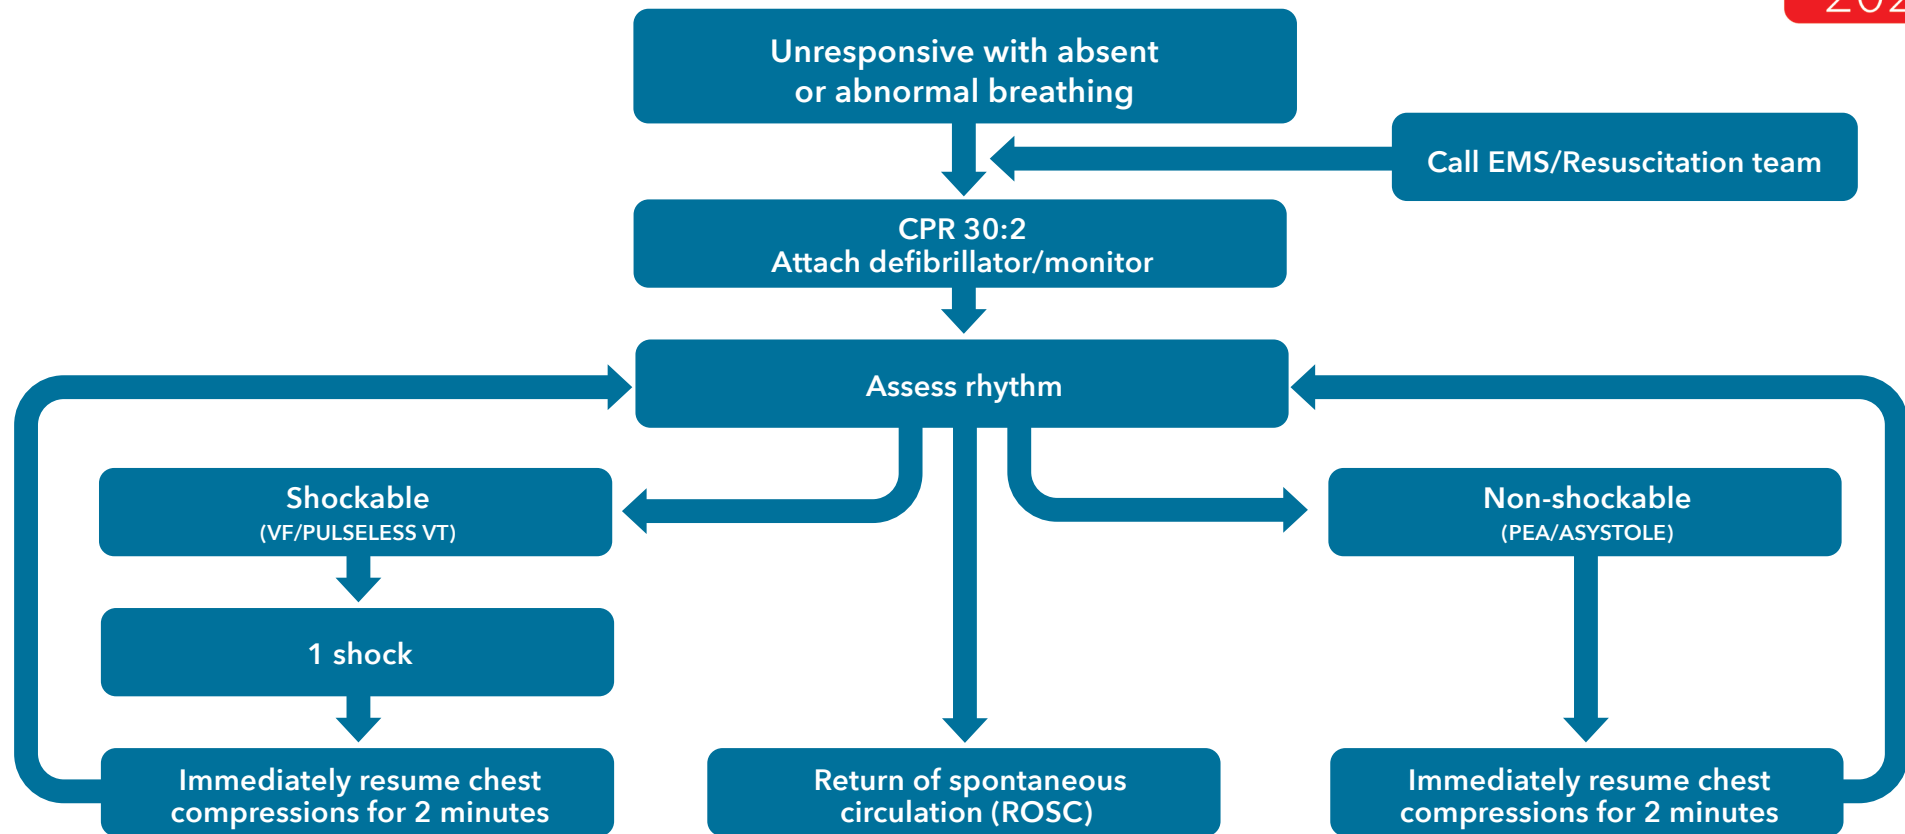 Unresponsive with absent
or abnormal breathing
Call EMS/Resuscitation team
CPR 30:2
Attach defibrillator/monitor
Assess rhythm
Shockable
(VF/PULSELESS VT)
Non-shockable
(PEA/ASYSTOLE)
1 shock
Immediately resume chest
compressions for 2 minutes
Return of spontaneous
circulation (ROSC)
Immediately resume chest
compressions for 2 minutes